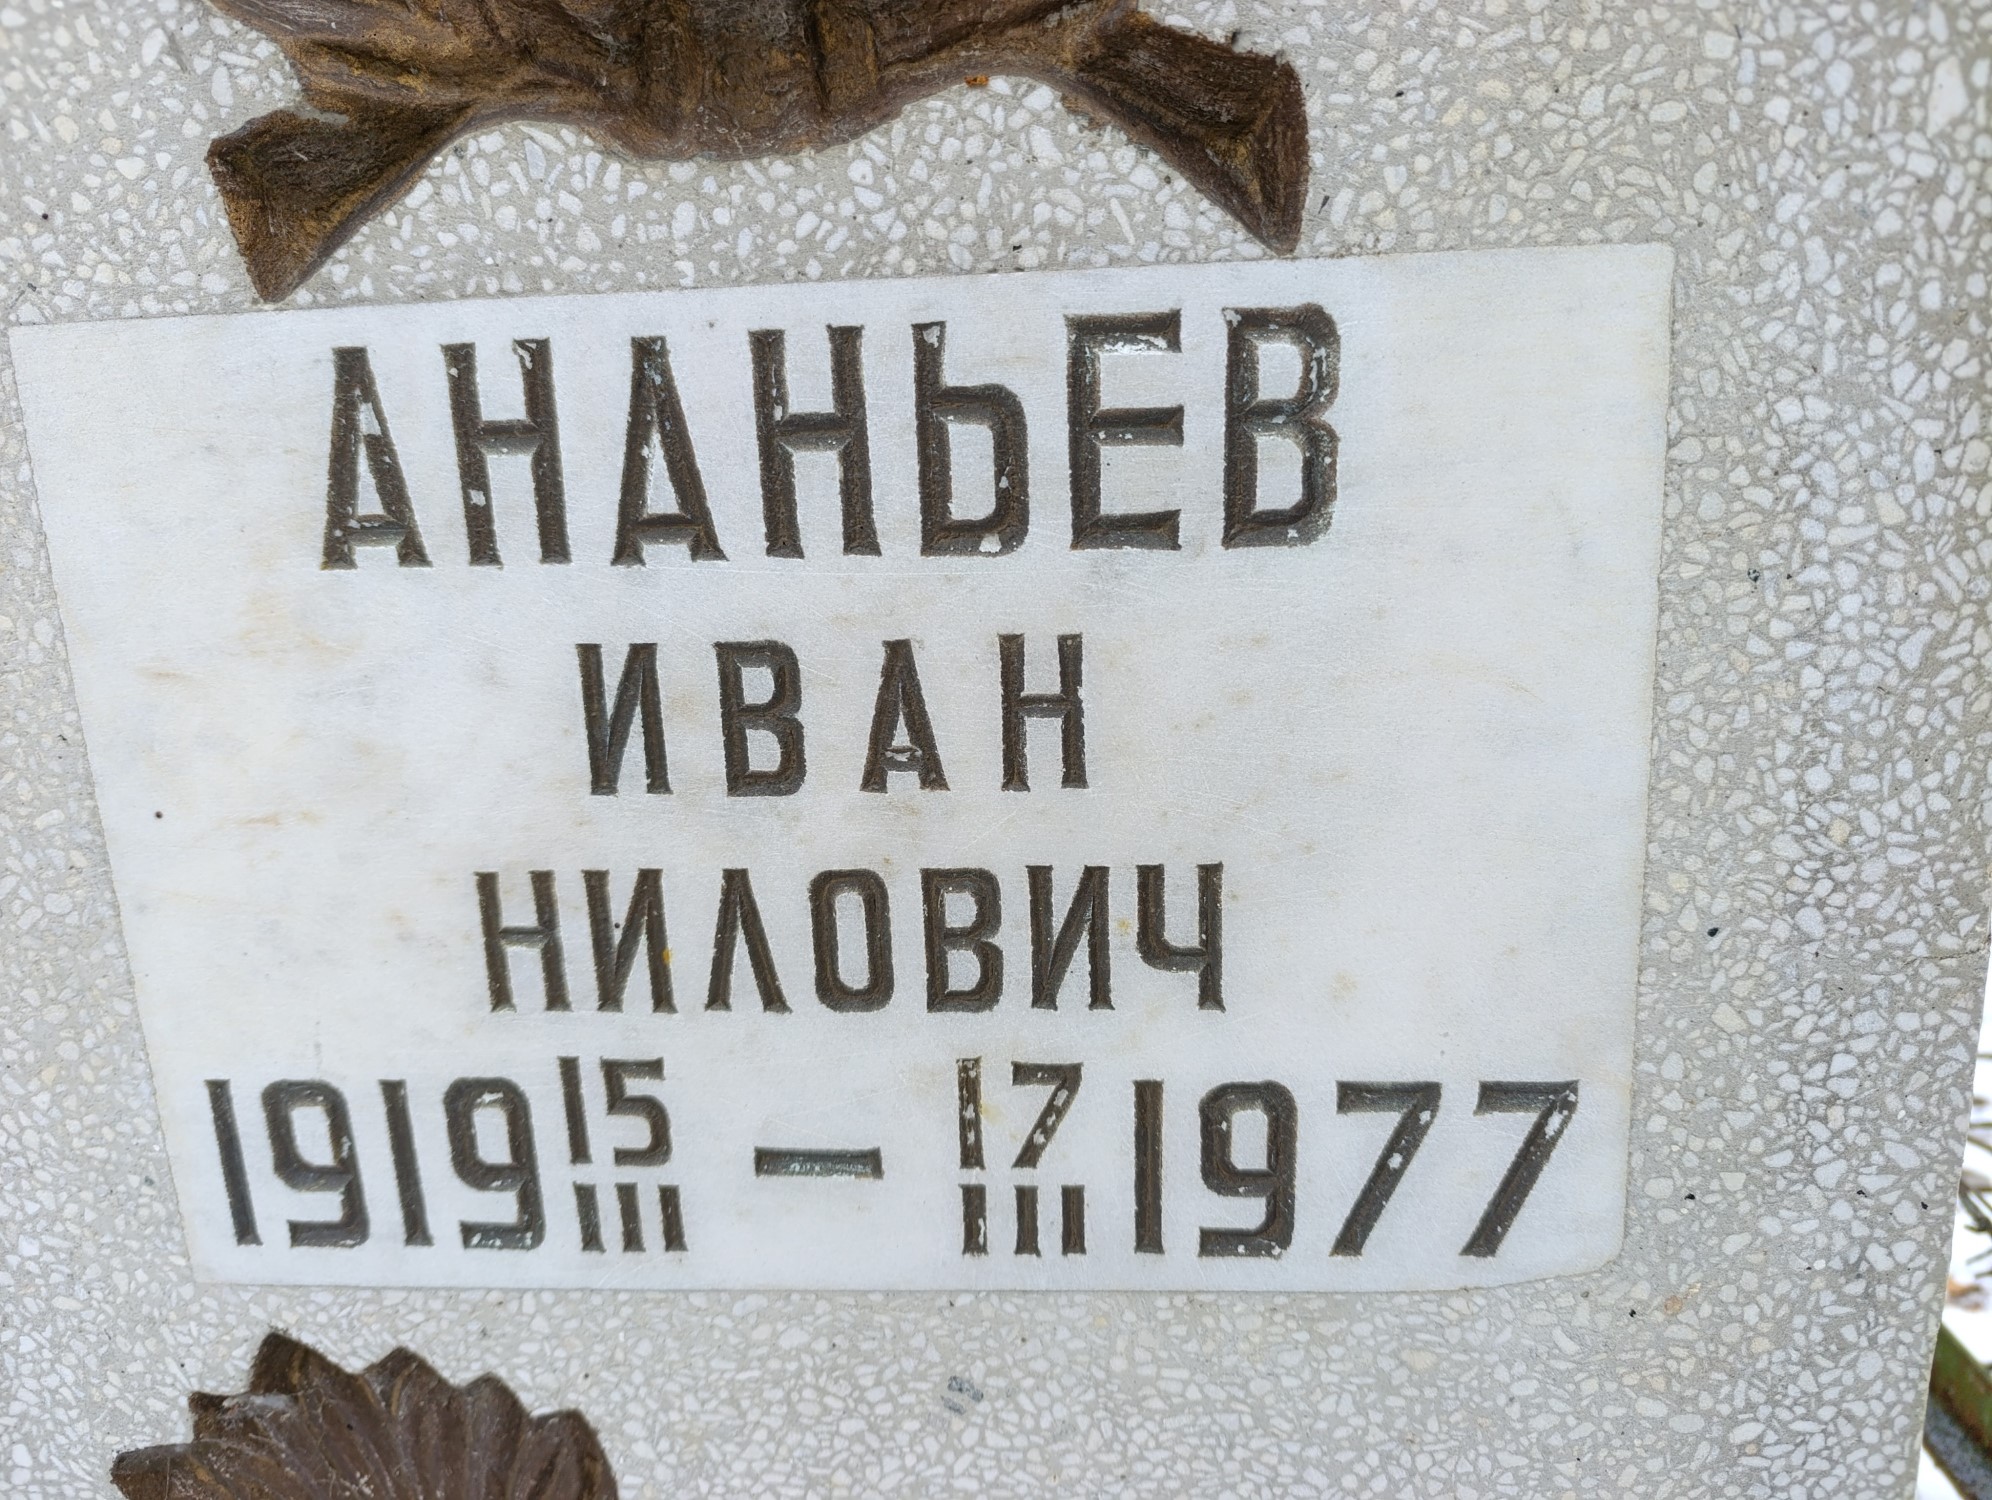 АНАНЬЕВ
ИВАН
НИЛОВИЧ
1919 15/III — 17/III 1977